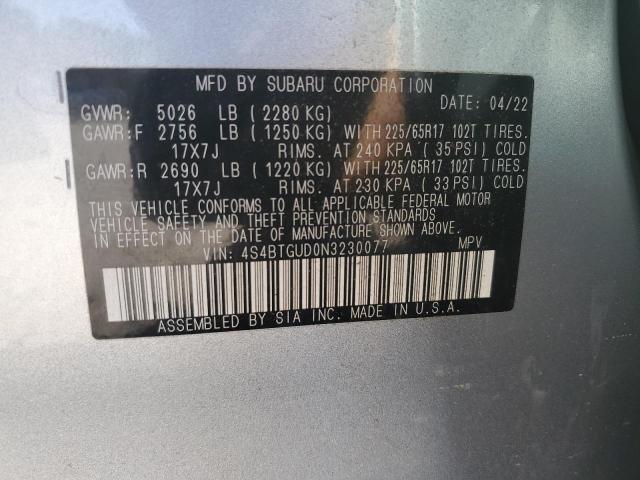 MFD BY SUBARU CORPORATION
DATE: 04/22
GVWR: 5026 LB (2280 KG)
GAWR:F 2756 LB (1250 KG) WITH 225/65R17 102T TIRES.
17X7J RIMS. AT 240 KPA (35 PSI) COLD
GAWR:R 2690 LB (1220 KG) WITH 225/65R17 102T TIRES.
17X7J RIMS. AT 230 KPA (33 PSI) COLD
THIS VEHICLE CONFORMS TO ALL APPLICABLE FEDERAL MOTOR
VEHICLE SAFETY AND THEFT PREVENTION STANDARDS
IN EFFECT ON THE DATE OF MANUFACTURE SHOWN ABOVE.
VIN: 4S4BTGUD0N3230077 MPV
ASSEMBLED BY SIA INC. MADE IN U.S.A.